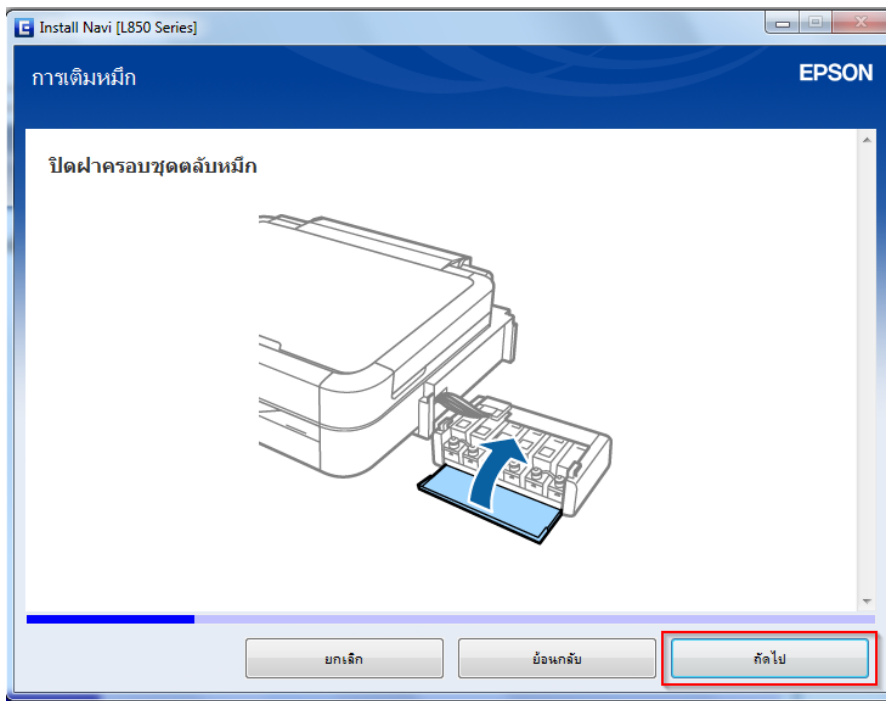 Install Navi [L850 Series]
การเติมหมึก
EPSON
ปิดฝาครอบชุดตลับหมึก
ยกเลิก
ย้อนกลับ
ถัดไป